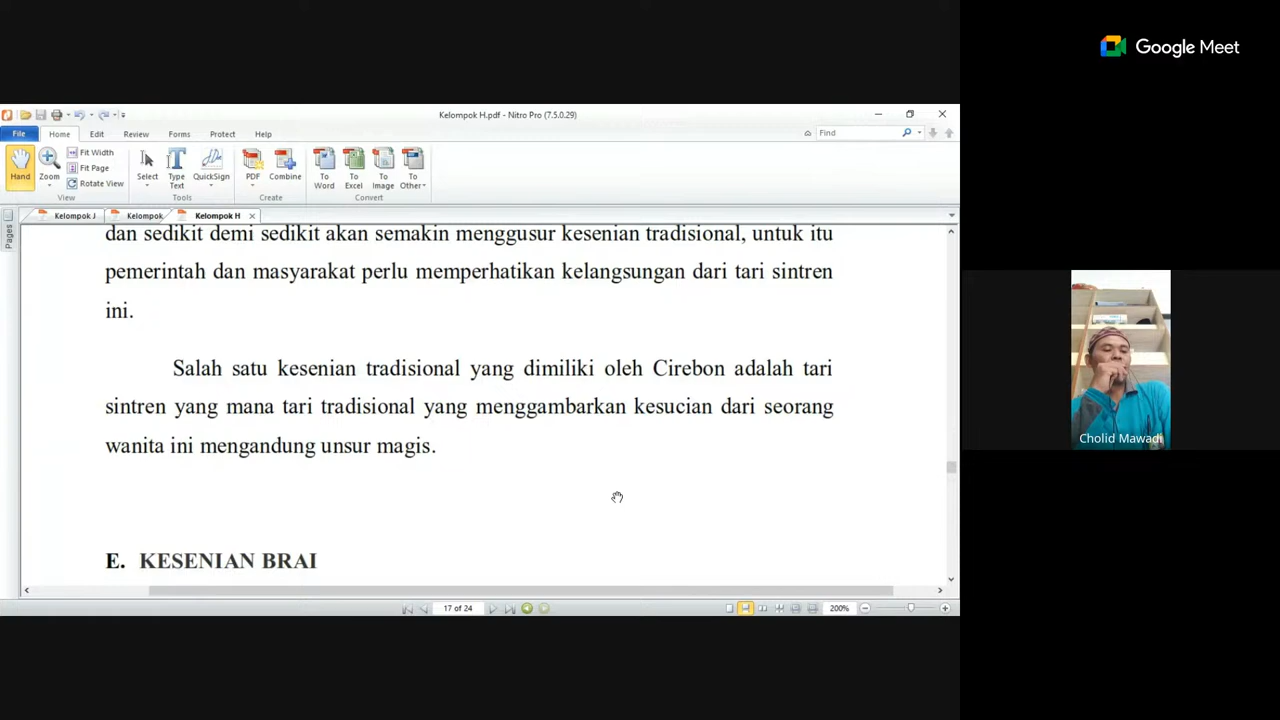 Google Meet
Kelompok H.pdf - Nitro Pro (7.5.0.29)
File Home Edit Review Forms Protect Help
Find
Hand
Zoom
Fit Width
Fit Page
Rotate View
View
Select
Type Text
QuickSign
Tools
PDF
Combine
Create
To Word
To Excel
To Image
To Other
Convert
Kelompok J Kelompok Kelompok H
Pages
dan sedikit demi sedikit akan semakin menggusur kesenian tradisional, untuk itu
pemerintah dan masyarakat perlu memperhatikan kelangsungan dari tari sintren
ini.
Salah satu kesenian tradisional yang dimiliki oleh Cirebon adalah tari
sintren yang mana tari tradisional yang menggambarkan kesucian dari seorang
wanita ini mengandung unsur magis.
E. KESENIAN BRAI
17 of 24
200%
Cholid Mawadi